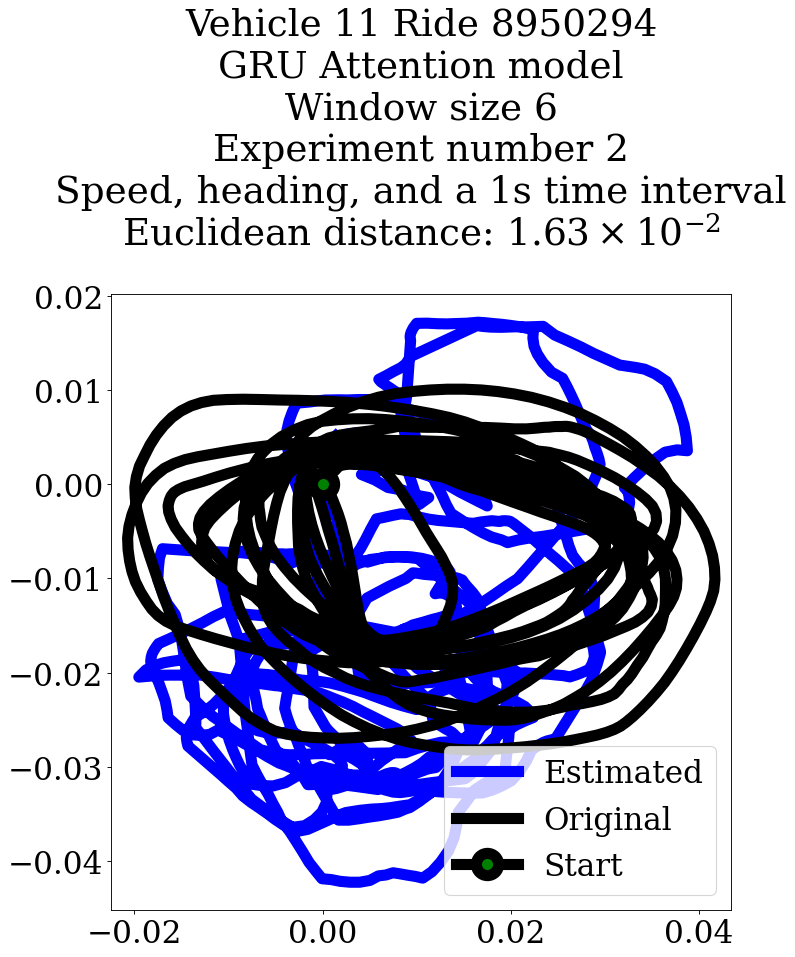 Vehicle 11 Ride 8950294
GRU Attention model
Window size 6
Experiment number 2
Speed, heading, and a 1s time interval
Euclidean distance: 1.63 × 10⁻²
0.02
0.01
0.00
−0.01
−0.02
−0.03
−0.04
Estimated
Original
Start
−0.02 0.00 0.02 0.04